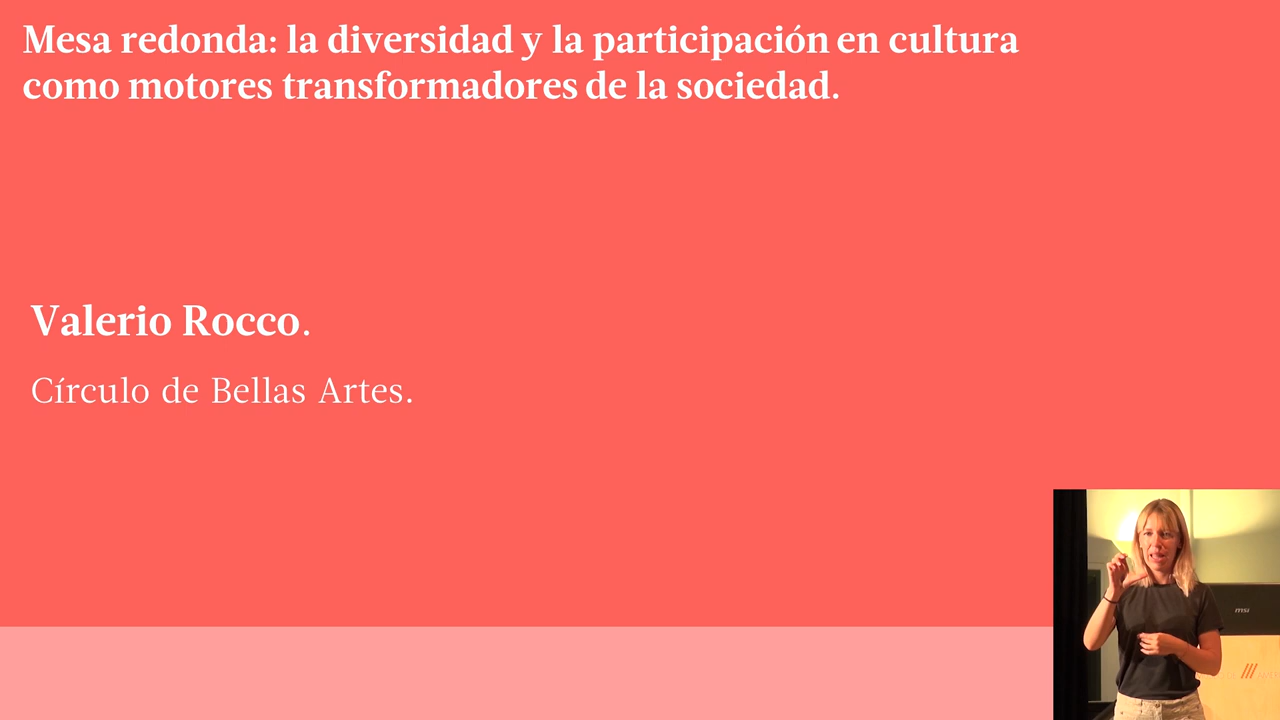 Mesa redonda: la diversidad y la participación en cultura
como motores transformadores de la sociedad.
Valerio Rocco.
Círculo de Bellas Artes.
msi